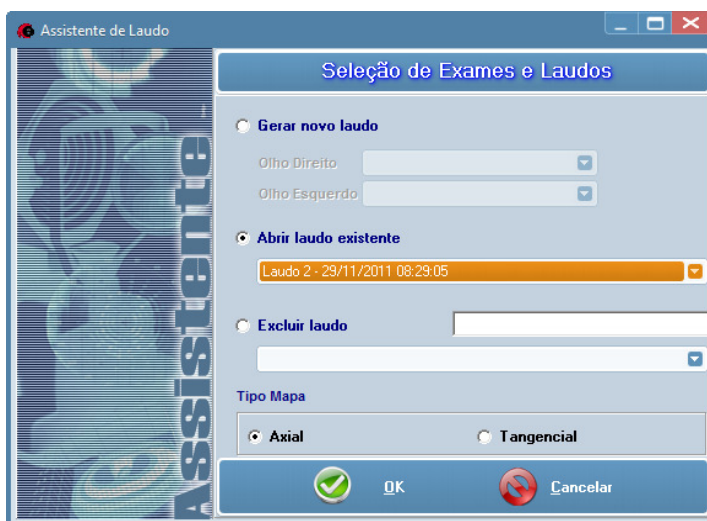 Assistente de Laudo
Seleção de Exames e Laudos
Gerar novo laudo
Olho Direito
Olho Esquerdo
Abrir laudo existente
Laudo 2 - 29/11/2011 08:29:05
Excluir laudo
Tipo Mapa
Axial Tangencial
OK Cancelar
Assistente